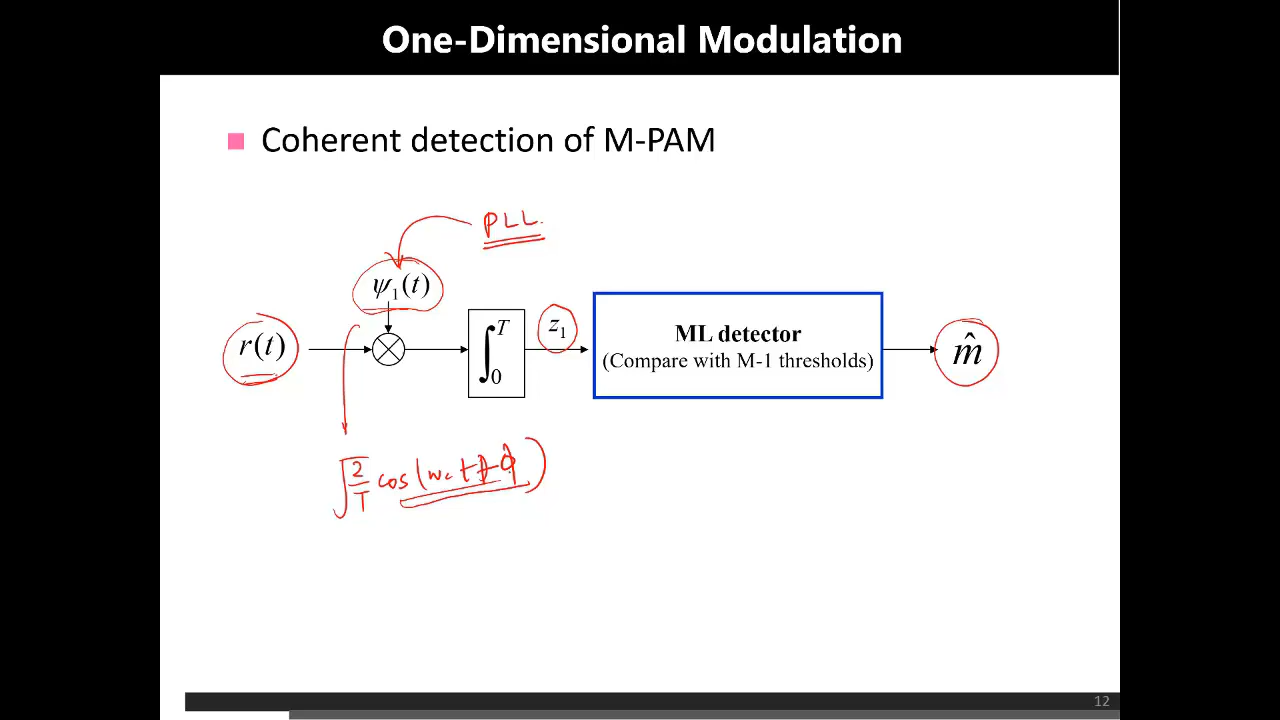 One-Dimensional Modulation
Coherent detection of M-PAM
PLL.
ψ₁(t)
r(t)
∫₀ᵀ
z₁
ML detector
(Compare with M-1 thresholds)
m̂
√(2/T) cos(wc t + φ̂)
12